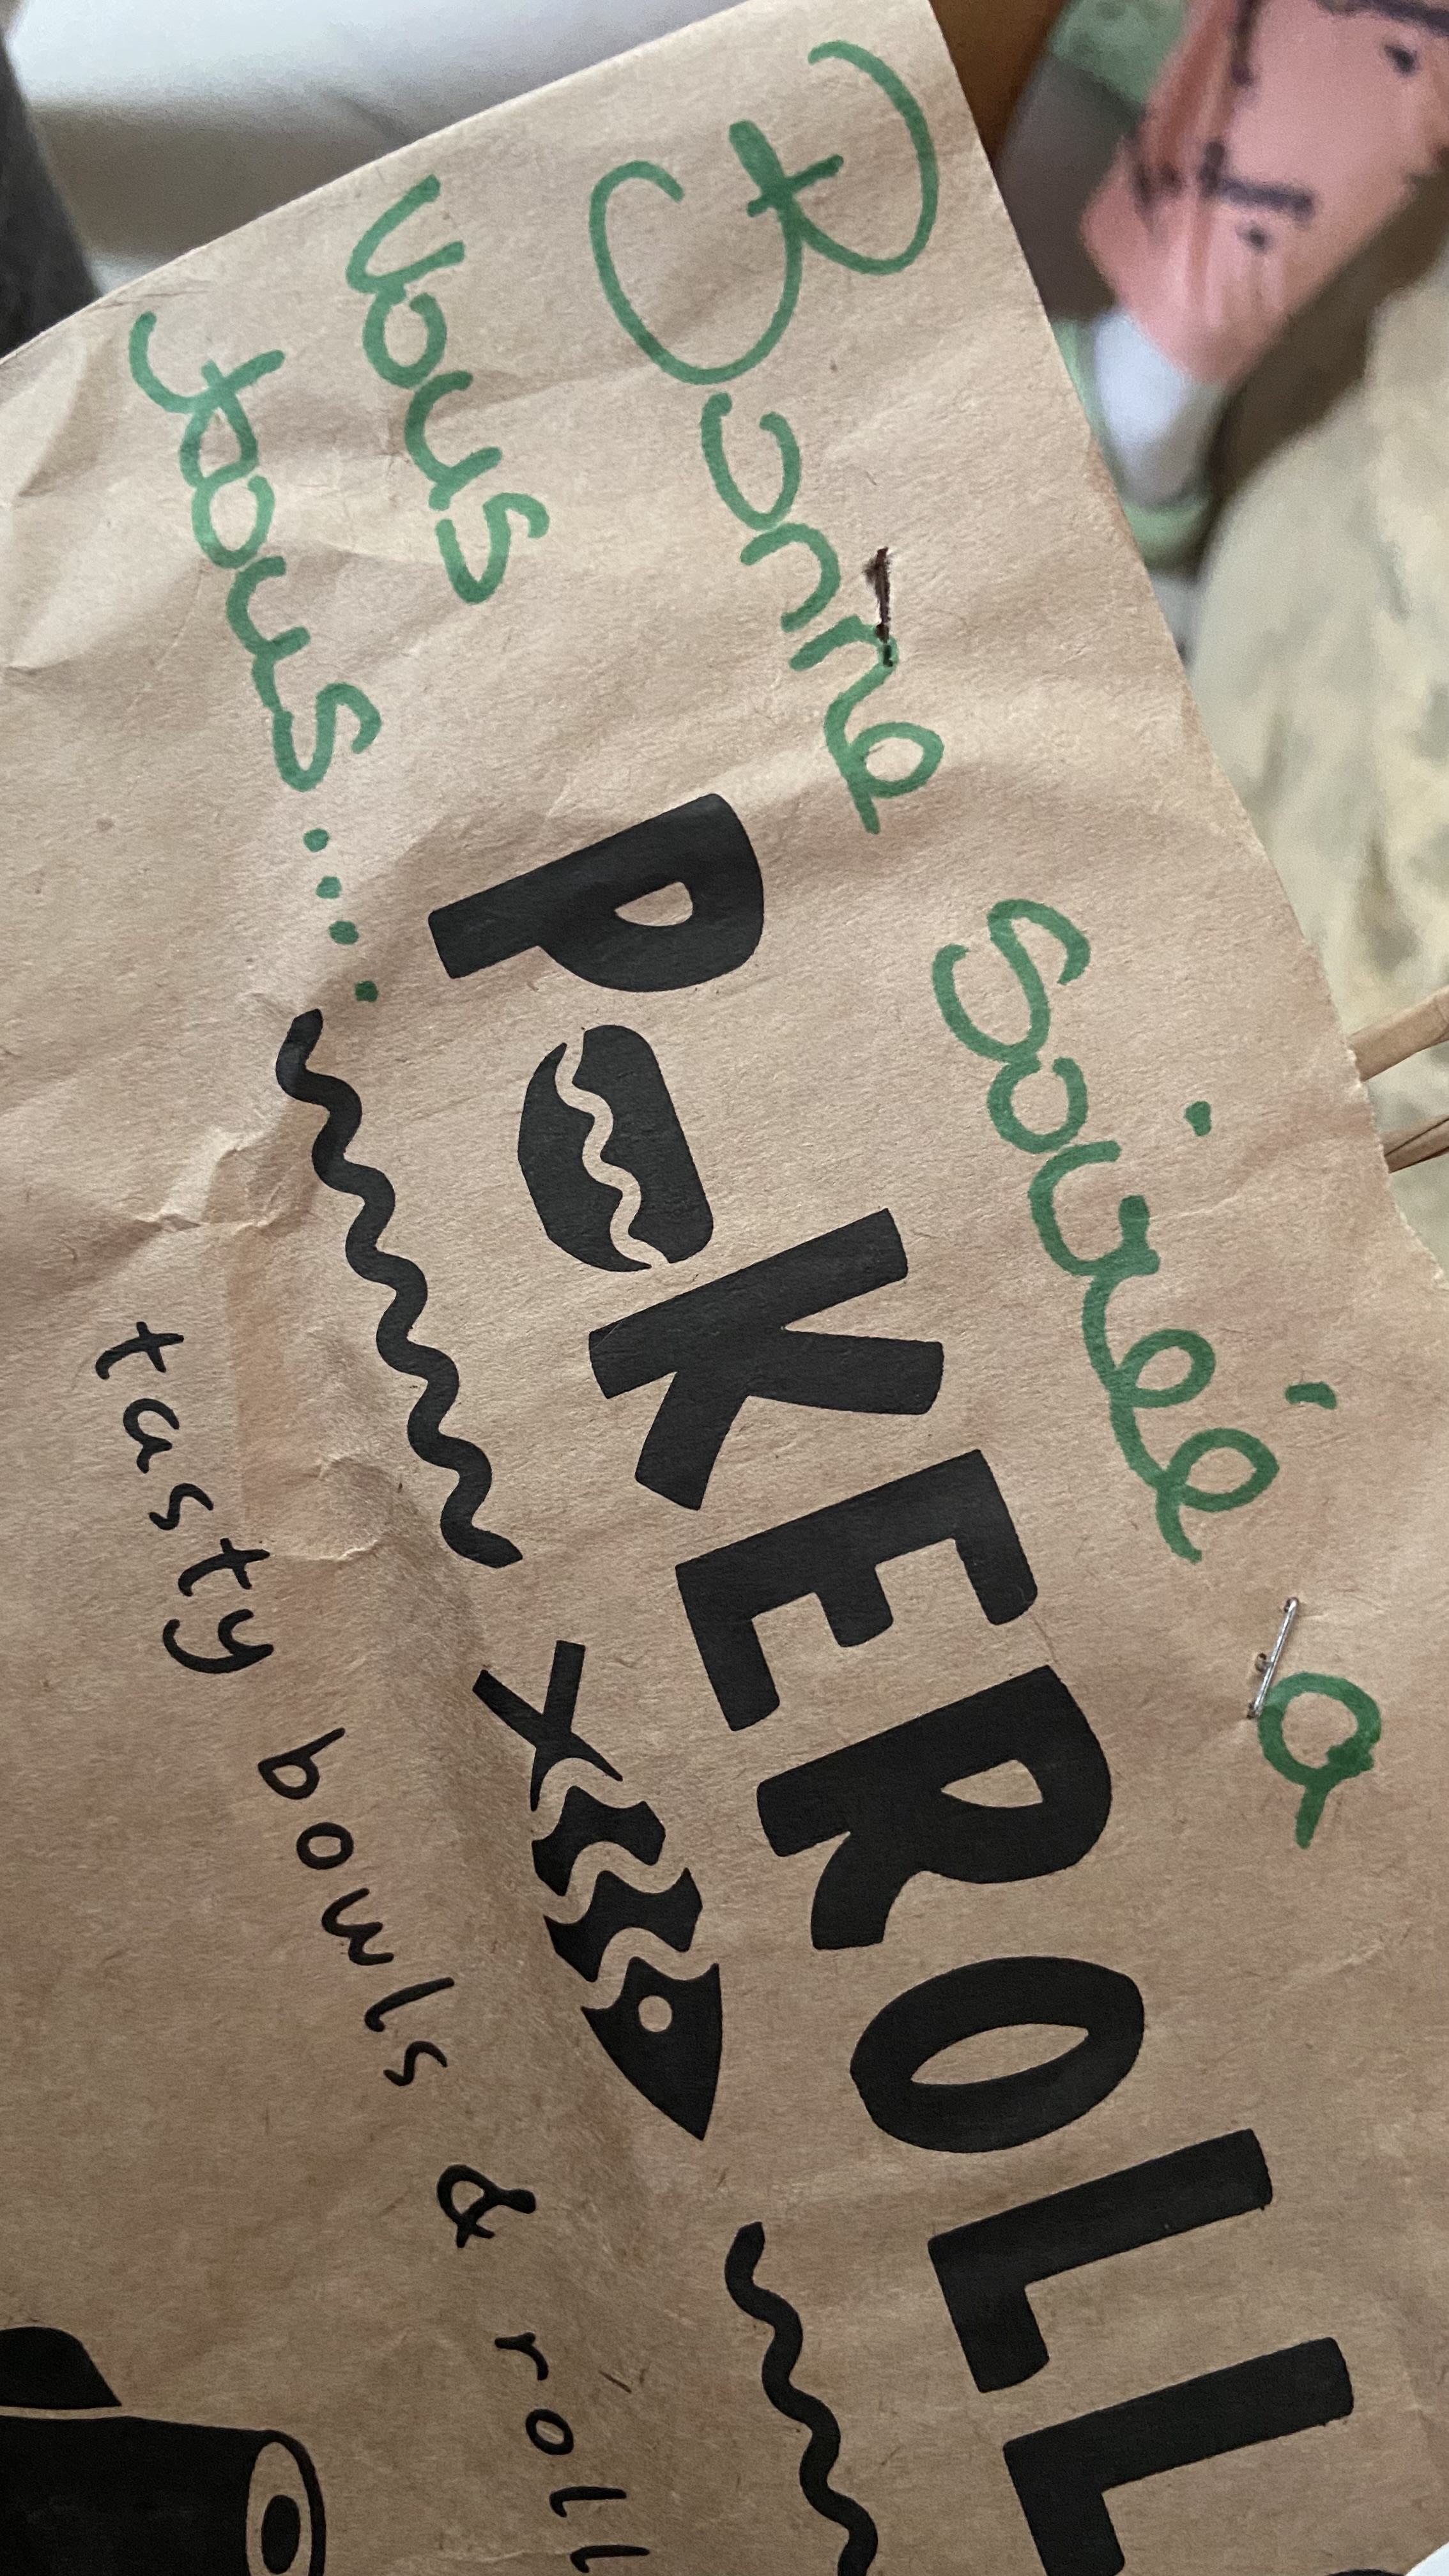 Bonne soirée à
vous
tous....
POKEROLL
tasty bowls & roll